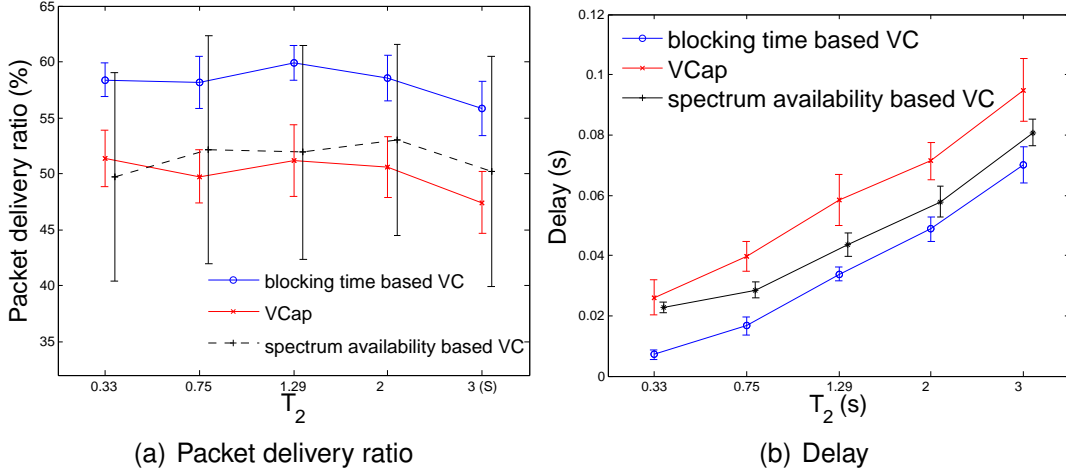 65
60
55
50
45
40
35
Packet delivery ratio (%)
blocking time based VC
VCap
spectrum availability based VC
0.33 0.75 1.29 2 3 (S)
T2
(a) Packet delivery ratio
0.12
0.1
0.08
0.06
0.04
0.02
0
Delay (s)
blocking time based VC
VCap
spectrum availability based VC
0.33 0.75 1.29 2 3
T2 (s)
(b) Delay